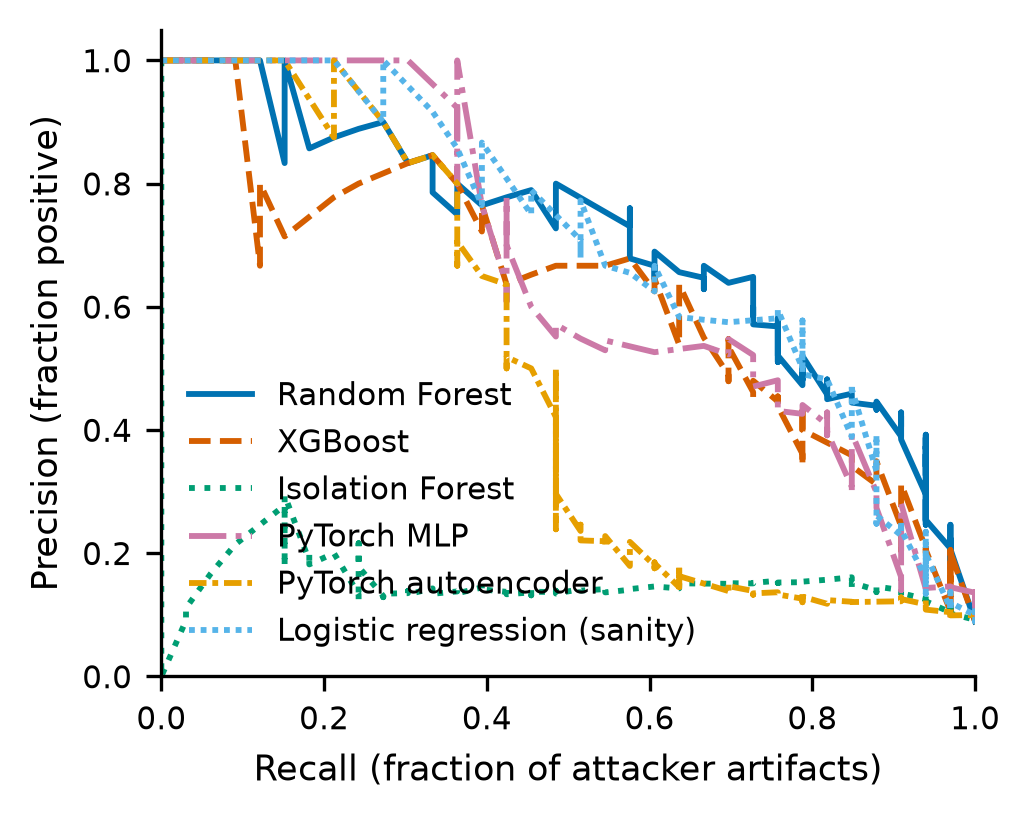 1.0
0.8
0.6
0.4
0.2
0.0
Precision (fraction positive)
Random Forest
XGBoost
Isolation Forest
PyTorch MLP
PyTorch autoencoder
Logistic regression (sanity)
0.0 0.2 0.4 0.6 0.8 1.0
Recall (fraction of attacker artifacts)